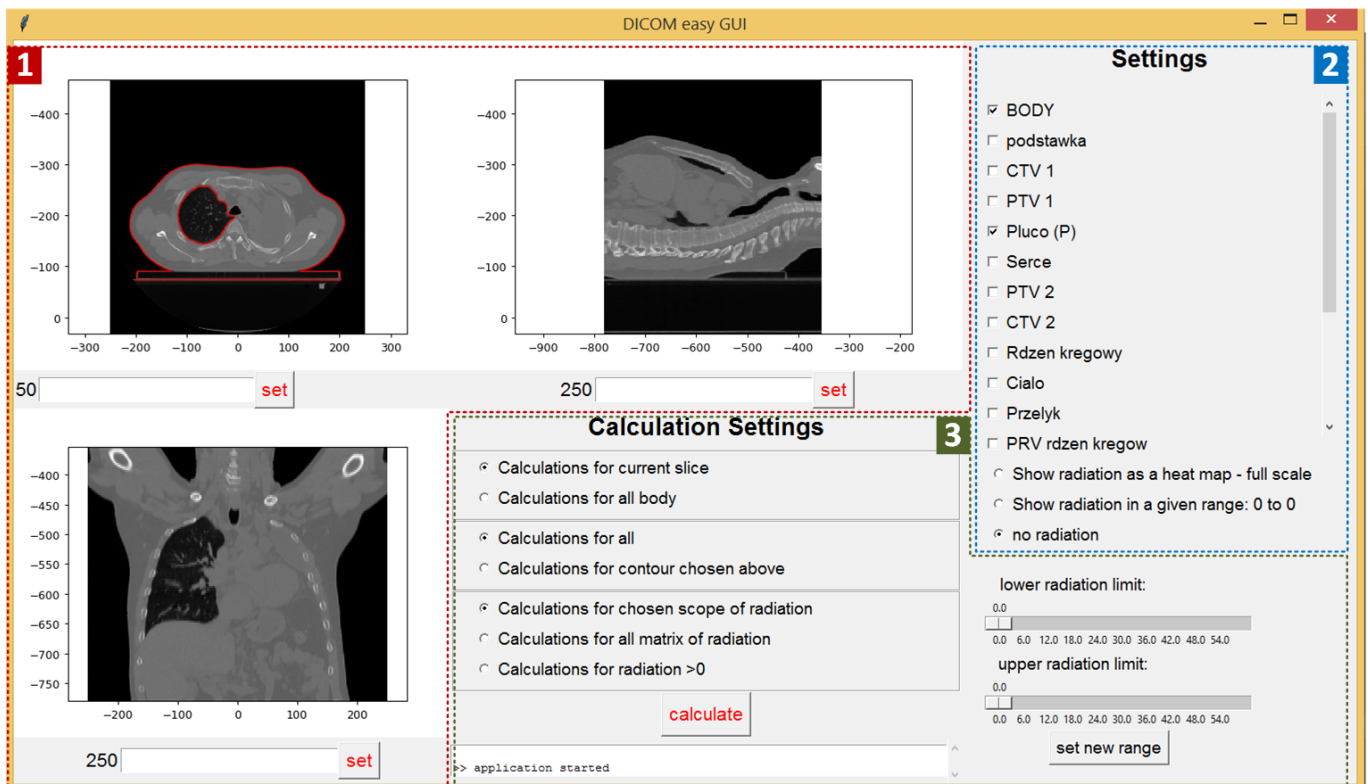 DICOM easy GUI
1
−400
−300
−200
−100
0
−300 −200 −100 0 100 200 300
50 set
−400
−300
−200
−100
0
−900 −800 −700 −600 −500 −400 −300 −200
250 set
−400
−450
−500
−550
−600
−650
−700
−750
−200 −100 0 100 200
250 set
Settings
2
BODY
podstawka
CTV 1
PTV 1
Pluco (P)
Serce
PTV 2
CTV 2
Rdzen kregowy
Cialo
Przelyk
PRV rdzen kregow
Show radiation as a heat map - full scale
Show radiation in a given range: 0 to 0
no radiation
Calculation Settings
3
Calculations for current slice
Calculations for all body
Calculations for all
Calculations for contour chosen above
Calculations for chosen scope of radiation
Calculations for all matrix of radiation
Calculations for radiation >0
calculate
>> application started
lower radiation limit:
0.0
0.0 6.0 12.0 18.0 24.0 30.0 36.0 42.0 48.0 54.0
upper radiation limit:
0.0
0.0 6.0 12.0 18.0 24.0 30.0 36.0 42.0 48.0 54.0
set new range